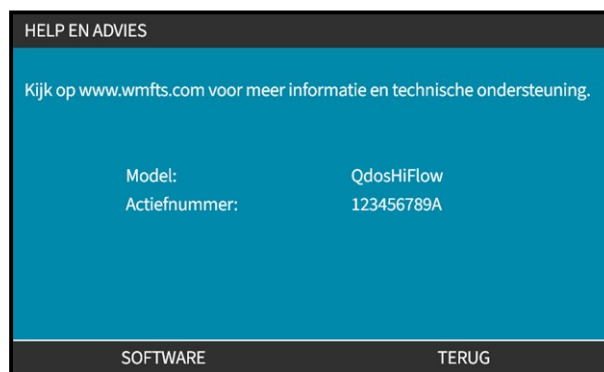 HELP EN ADVIES
Kijk op www.wmfts.com voor meer informatie en technische ondersteuning.
Model: QdosHiFlow
Actiefnummer: 123456789A
SOFTWARE TERUG